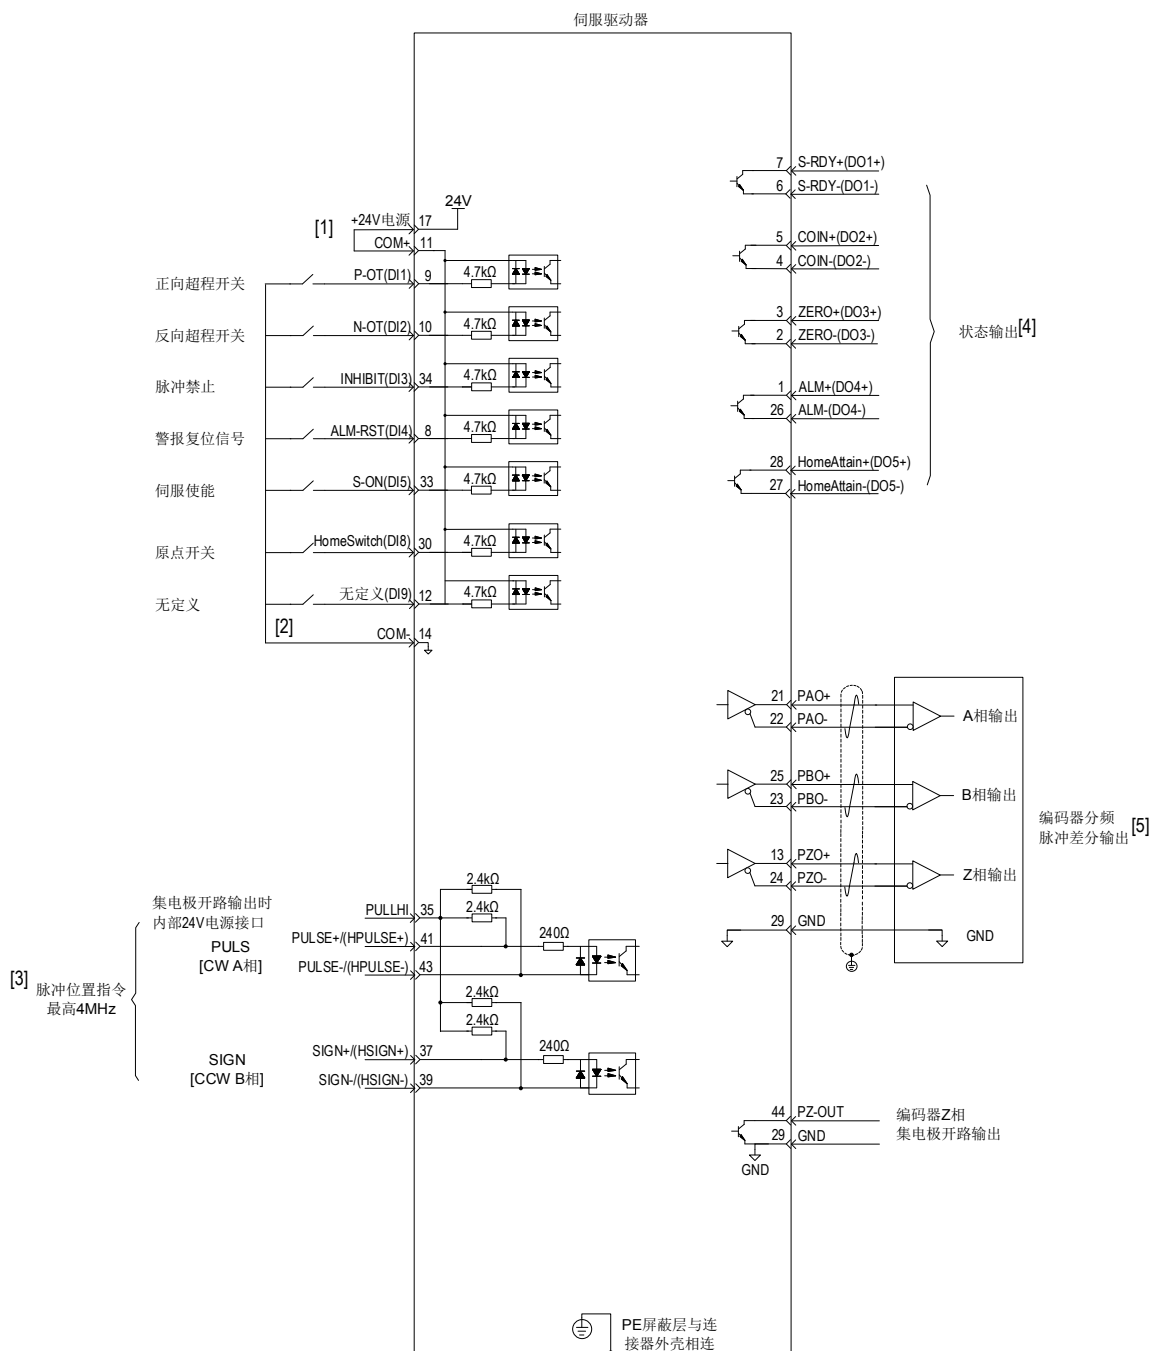 伺服驱动器
24V
[1]
+24V电源 17
COM+ 11
正向超程开关 P-OT(DI1) 9 4.7kΩ
反向超程开关 N-OT(DI2) 10 4.7kΩ
脉冲禁止 INHIBIT(DI3) 34 4.7kΩ
警报复位信号 ALM-RST(DI4) 8 4.7kΩ
伺服使能 S-ON(DI5) 33 4.7kΩ
原点开关 HomeSwitch(DI8) 30 4.7kΩ
无定义 无定义(DI9) 12 4.7kΩ
[2]
COM- 14
2.4kΩ
集电极开路输出时
内部24V电源接口
PULLHI 35 2.4kΩ
PULS
[CW A相]
PULSE+/(HPULSE+) 41 240Ω
PULSE-/(HPULSE-) 43
[3] 脉冲位置指令
最高4MHz
2.4kΩ
2.4kΩ
SIGN
[CCW B相]
SIGN+/(HSIGN+) 37 240Ω
SIGN-/(HSIGN-) 39
7 S-RDY+(DO1+)
6 S-RDY-(DO1-)
5 COIN+(DO2+)
4 COIN-(DO2-)
3 ZERO+(DO3+)
2 ZERO-(DO3-)
状态输出[4]
1 ALM+(DO4+)
26 ALM-(DO4-)
28 HomeAttain+(DO5+)
27 HomeAttain-(DO5-)
21 PAO+
22 PAO-
A相输出
25 PBO+
23 PBO-
B相输出
编码器分频
脉冲差分输出[5]
13 PZO+
24 PZO-
Z相输出
29 GND
GND
44 PZ-OUT
29 GND
编码器Z相
集电极开路输出
GND
PE屏蔽层与连
接器外壳相连